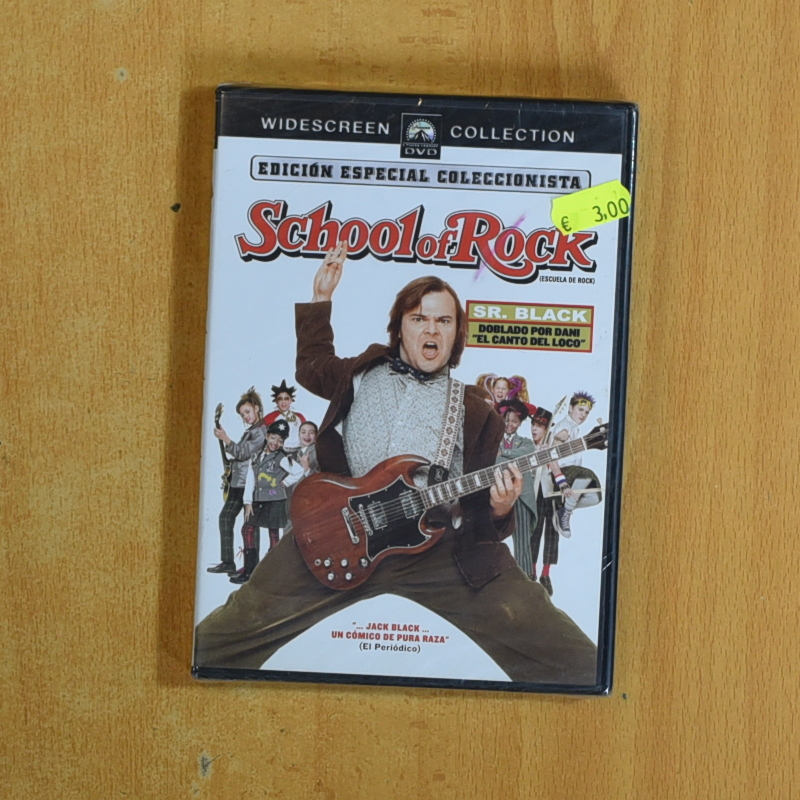 WIDESCREEN DVD COLLECTION
EDICIÓN ESPECIAL COLECCIONISTA
€ 3,00
School of Rock
(ESCUELA DE ROCK)
SR. BLACK
DOBLADO POR DANI
"EL CANTO DEL LOCO"
"... JACK BLACK ...
UN CÓMICO DE PURA RAZA"
(El Periódico)